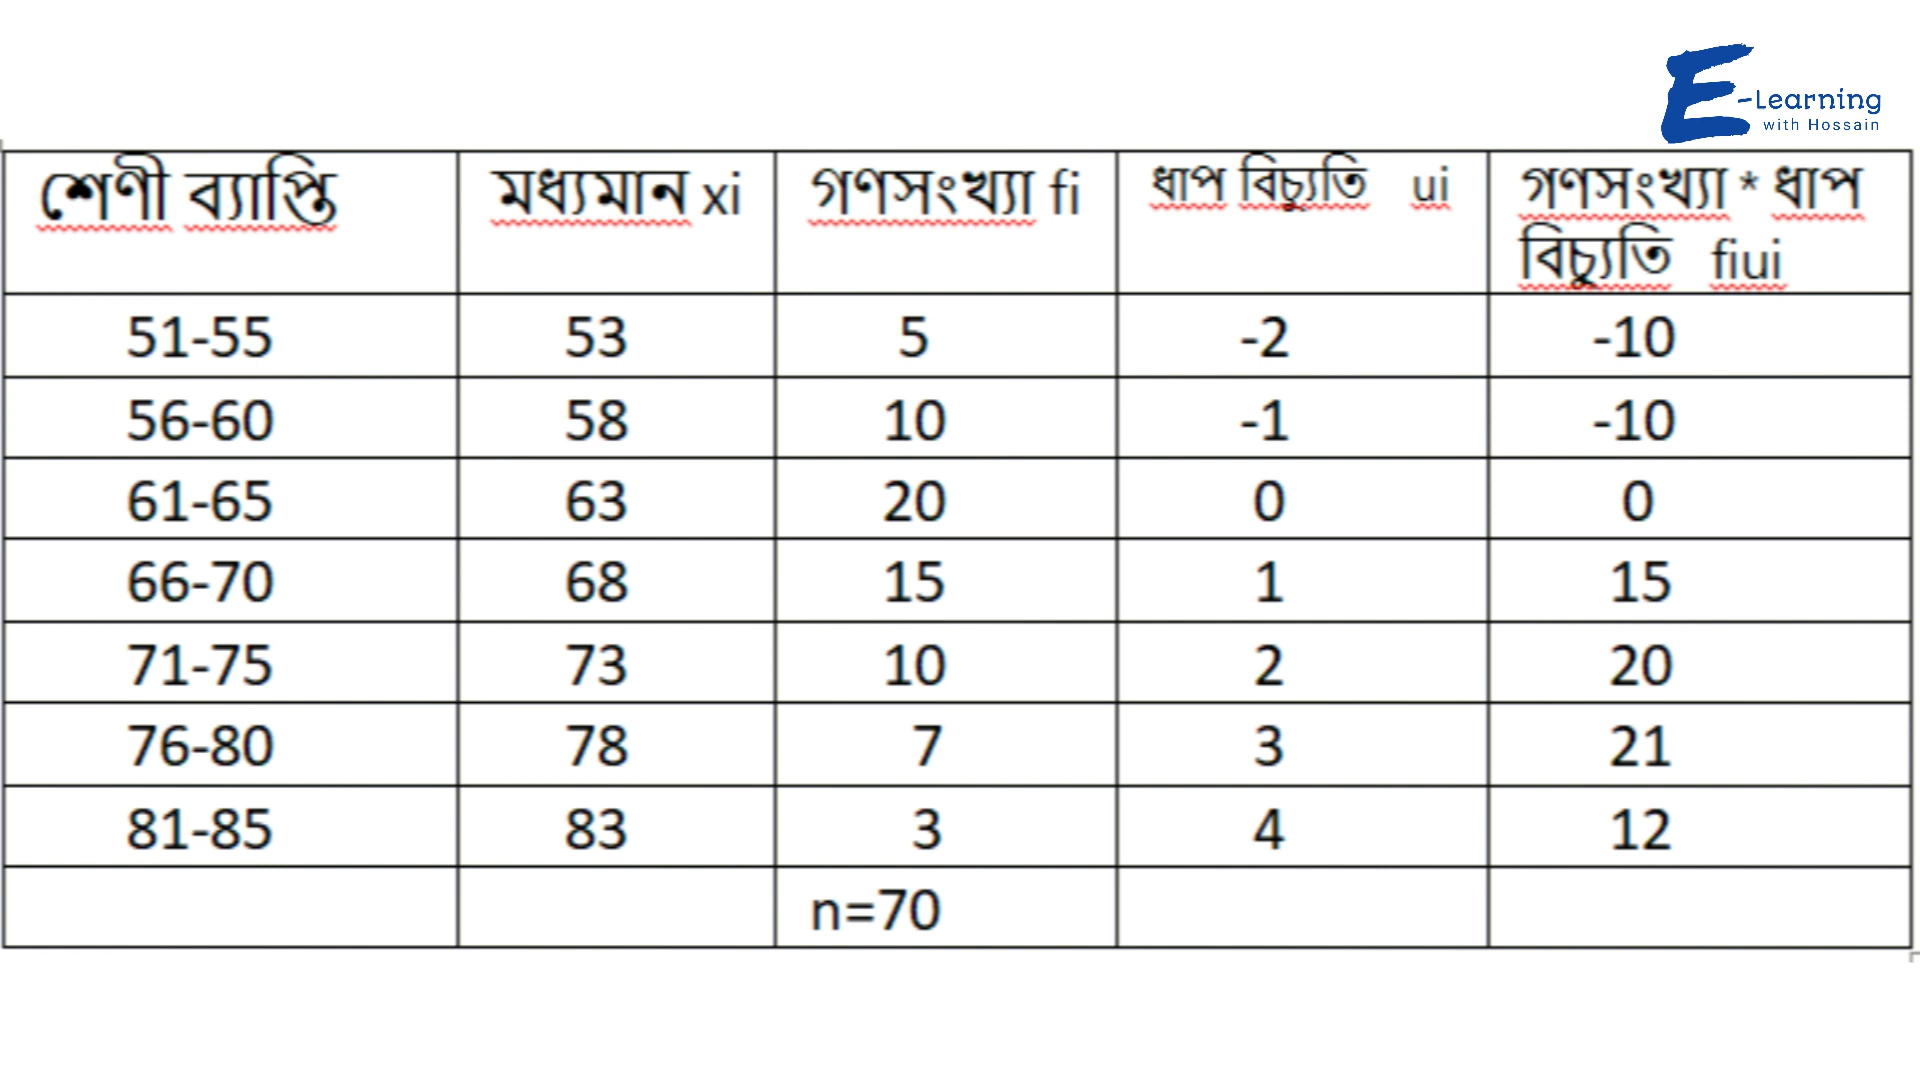 E-Learning
with Hossain
শেণী ব্যাপ্তি মধ্যমান xi গণসংখ্যা fi ধাপ বিচ্যুতি ui গণসংখ্যা * ধাপ
বিচ্যুতি fiui
51-55 53 5 -2 -10
56-60 58 10 -1 -10
61-65 63 20 0 0
66-70 68 15 1 15
71-75 73 10 2 20
76-80 78 7 3 21
81-85 83 3 4 12
n=70